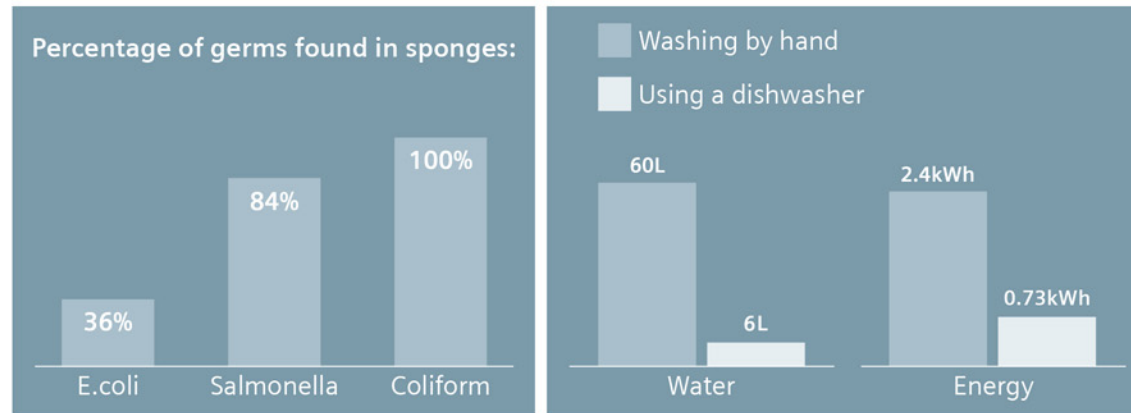 Percentage of germs found in sponges:
100%
84%
36%
E.coli
Salmonella
Coliform
Washing by hand
Using a dishwasher
60L
6L
2.4kWh
0.73kWh
Water
Energy